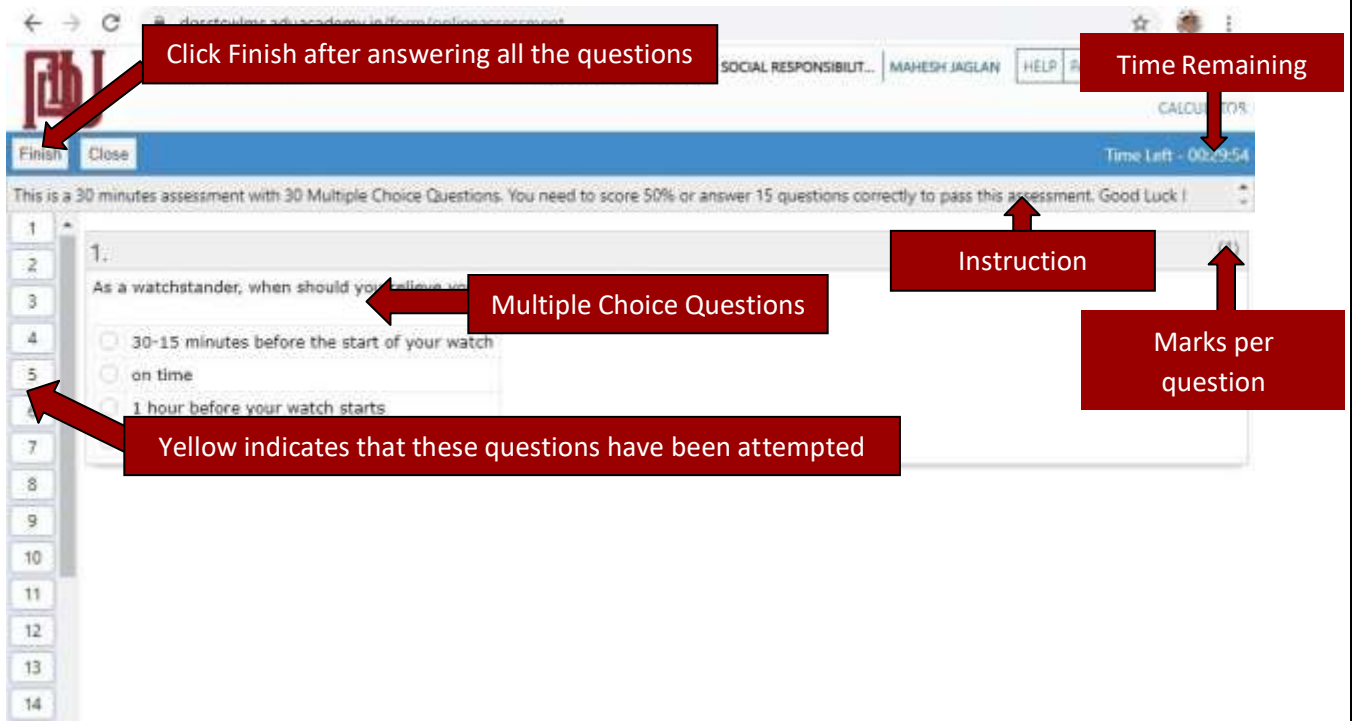 Click Finish after answering all the questions
SOCIAL RESPONSIBILIT... MAHESH JAGLAN HELP
Time Remaining
Finish Close Time Left - 00:29:54
This is a 30 minutes assessment with 30 Multiple Choice Questions. You need to score 50% or answer 15 questions correctly to pass this assessment. Good Luck !
Instruction
1
2
3
4
5
7
8
9
10
11
12
13
14
1.
As a watchstander, when should you relieve
Multiple Choice Questions
30-15 minutes before the start of your watch
on time
1 hour before your watch starts
Marks per
question
Yellow indicates that these questions have been attempted